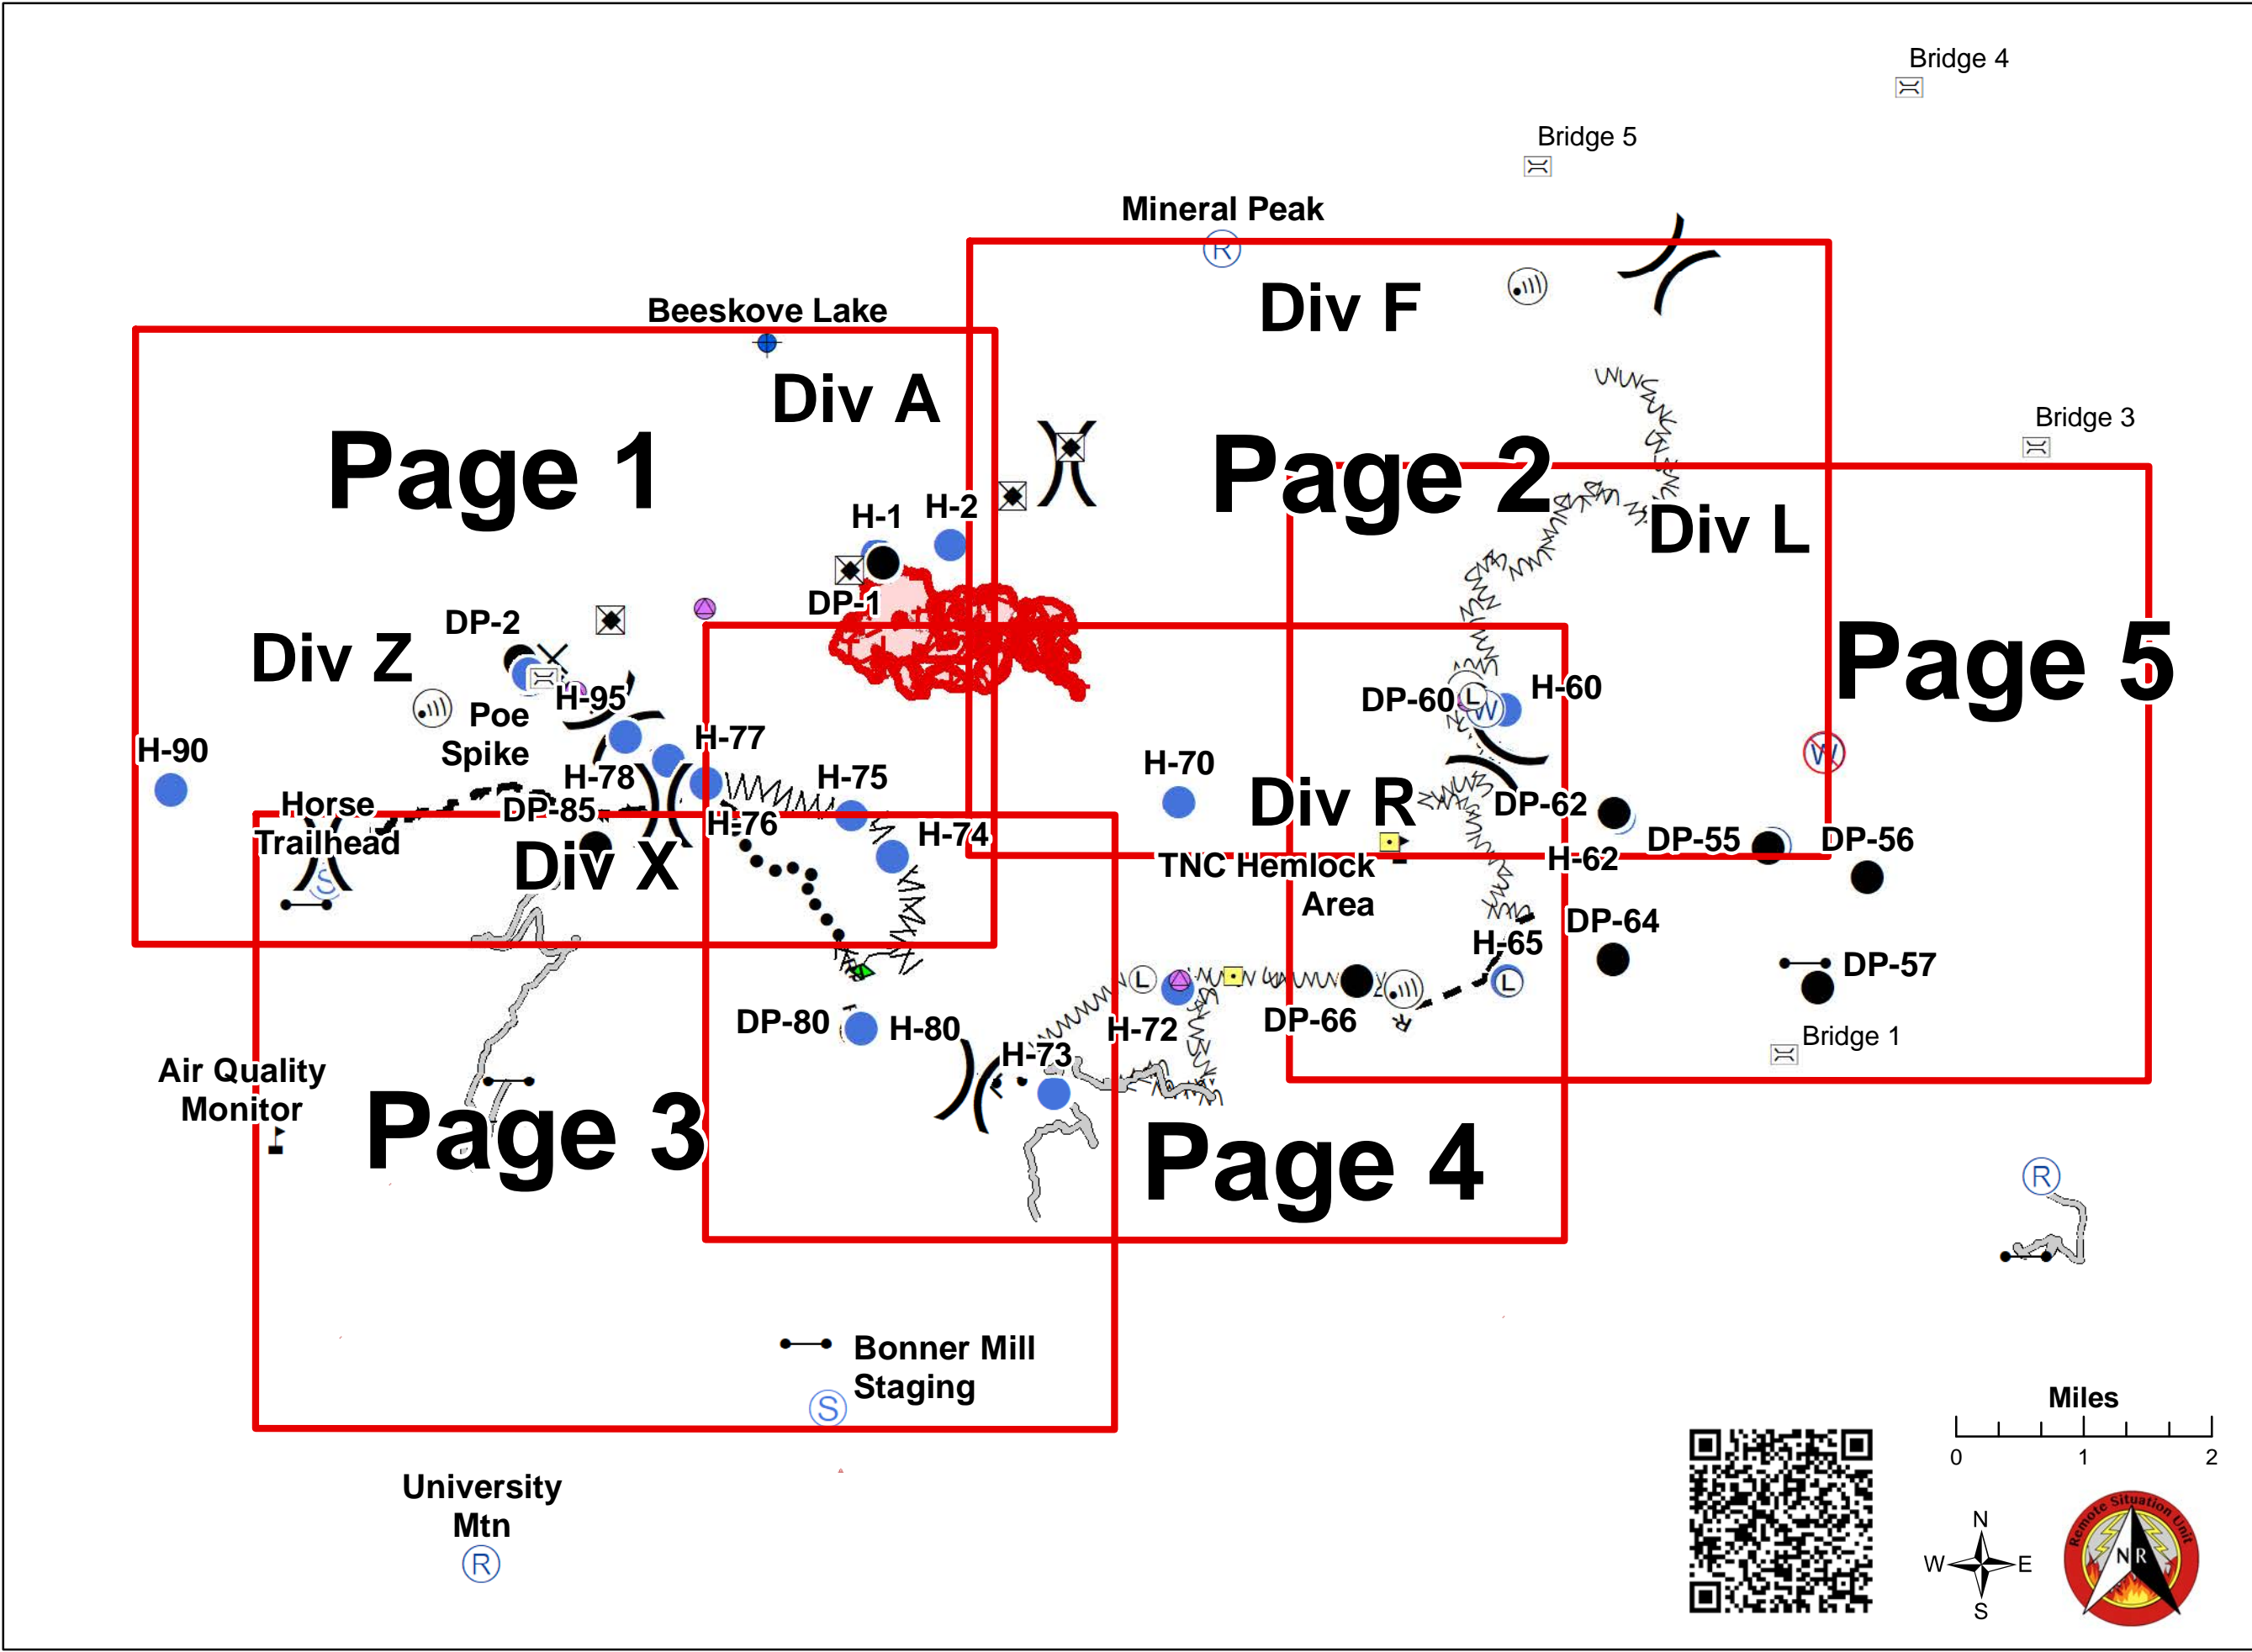 Bridge 4
Bridge 5
Mineral Peak
R
Div F
Beeskove Lake
Div A
Bridge 3
Page 1
Page 2
H-1
H-2
Div L
DP-1
DP-2
Div Z
Page 5
H-95
DP-60
L
W
H-60
Poe
Spike
H-90
H-77
H-70
W
H-78
H-75
Horse
Trailhead
DP-85
Div R
DP-62
H-76
H-74
DP-55
DP-56
Div X
S
TNC Hemlock
Area
H-62
DP-64
H-65
L
L
DP-57
DP-80
H-80
H-72
DP-66
R
Bridge 1
H-73
Air Quality
Monitor
Page 3
Page 4
R
Bonner Mill
Staging
S
Miles
0 1 2
University
Mtn
R
N
W E
S
Remote Situation Unit
N R